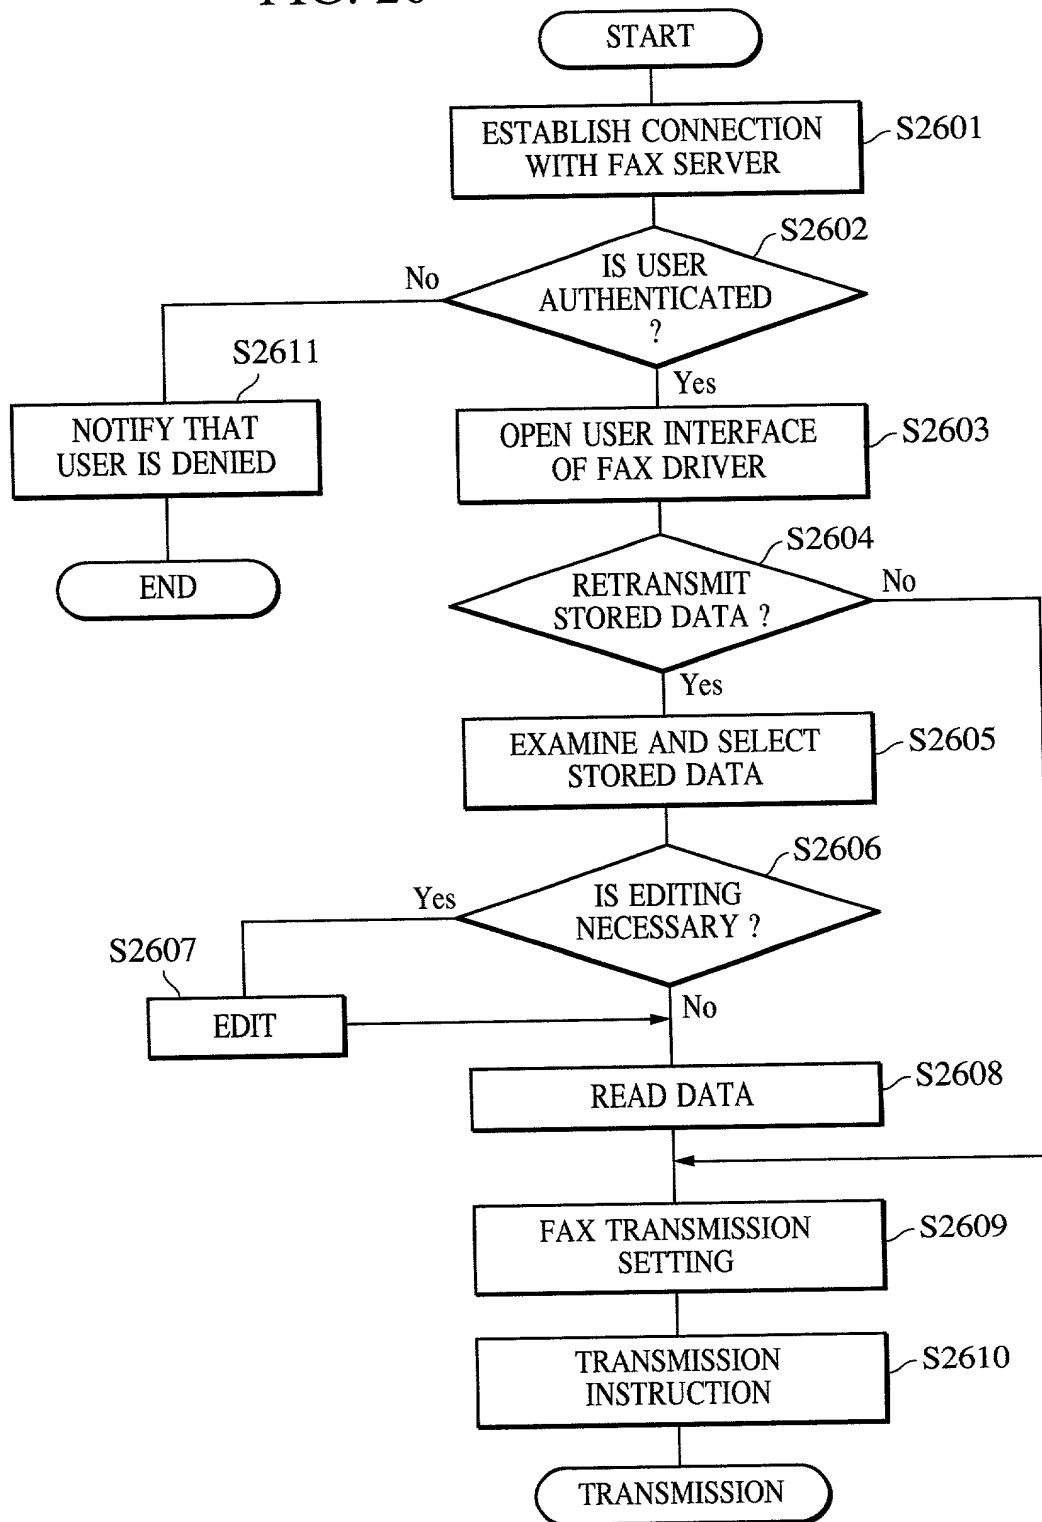 START
ESTABLISH CONNECTION
WITH FAX SERVER
S2601
S2602
IS USER
AUTHENTICATED
?
No
Yes
S2611
NOTIFY THAT
USER IS DENIED
END
OPEN USER INTERFACE
OF FAX DRIVER
S2603
S2604
RETRANSMIT
STORED DATA ?
No
Yes
EXAMINE AND SELECT
STORED DATA
S2605
S2606
IS EDITING
NECESSARY ?
Yes
No
S2607
EDIT
READ DATA
S2608
FAX TRANSMISSION
SETTING
S2609
TRANSMISSION
INSTRUCTION
S2610
TRANSMISSION